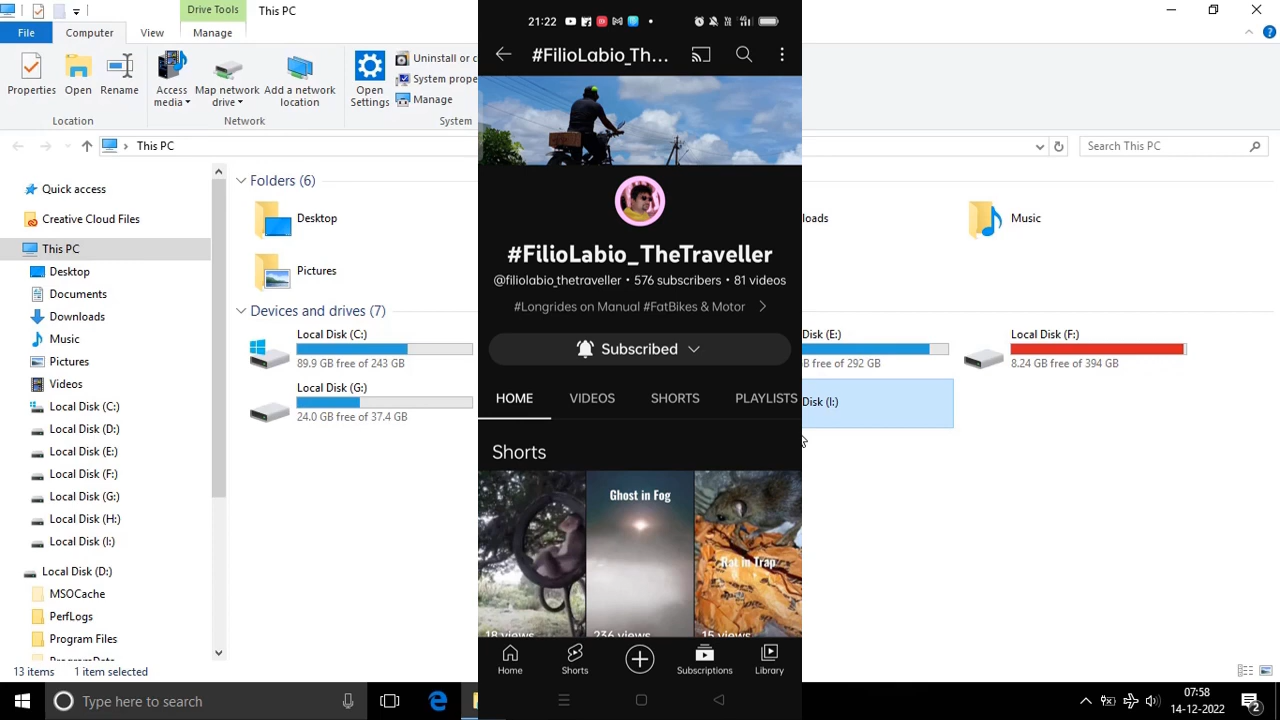 Drive Tools
This PC
File
Computer
View
Manage
Properties
Open
Rename
Location
Access media
Map network drive
Add a network location
Network
Open Settings
Uninstall or c
System prope
Manage
System
This PC
Search This PC
Quick access
Creative Cloud Files
This PC
Desktop
Documents
Downloads
Music
Pictures
Videos
Local Disk (C:)
Local Disk (D:)
Local Disk (E:)
Local Disk (F:)
Local Disk (G:)
Local Disk (H:)
Local Disk (I:)
Local Disk (D:)
MSOCache
PerfLogs
Program Files
13 items
1 item selected
Folders (6)
Desktop
Pictures
Devices and drives (7)
Local Disk (C:)
89.9 GB free of 243 GB
Local Disk (G:)
24.0 GB free of 37.4 GB
21:22
#FilioLabio_Th...
#FilioLabio_TheTraveller
@filiolabio_thetraveller • 576 subscribers • 81 videos
#Longrides on Manual #FatBikes & Motor
Subscribed
HOME
VIDEOS
SHORTS
PLAYLISTS
Shorts
Ghost in Fog
Rat in Trap
18 views
236 views
15 views
Home
Shorts
Subscriptions
Library
loads
Music
Disk (E:)
Local Disk (F:)
B free of 292 GB
8.24 GB free of 394 GB
Disk (I:)
Type here to search
07:58
14-12-2022
2